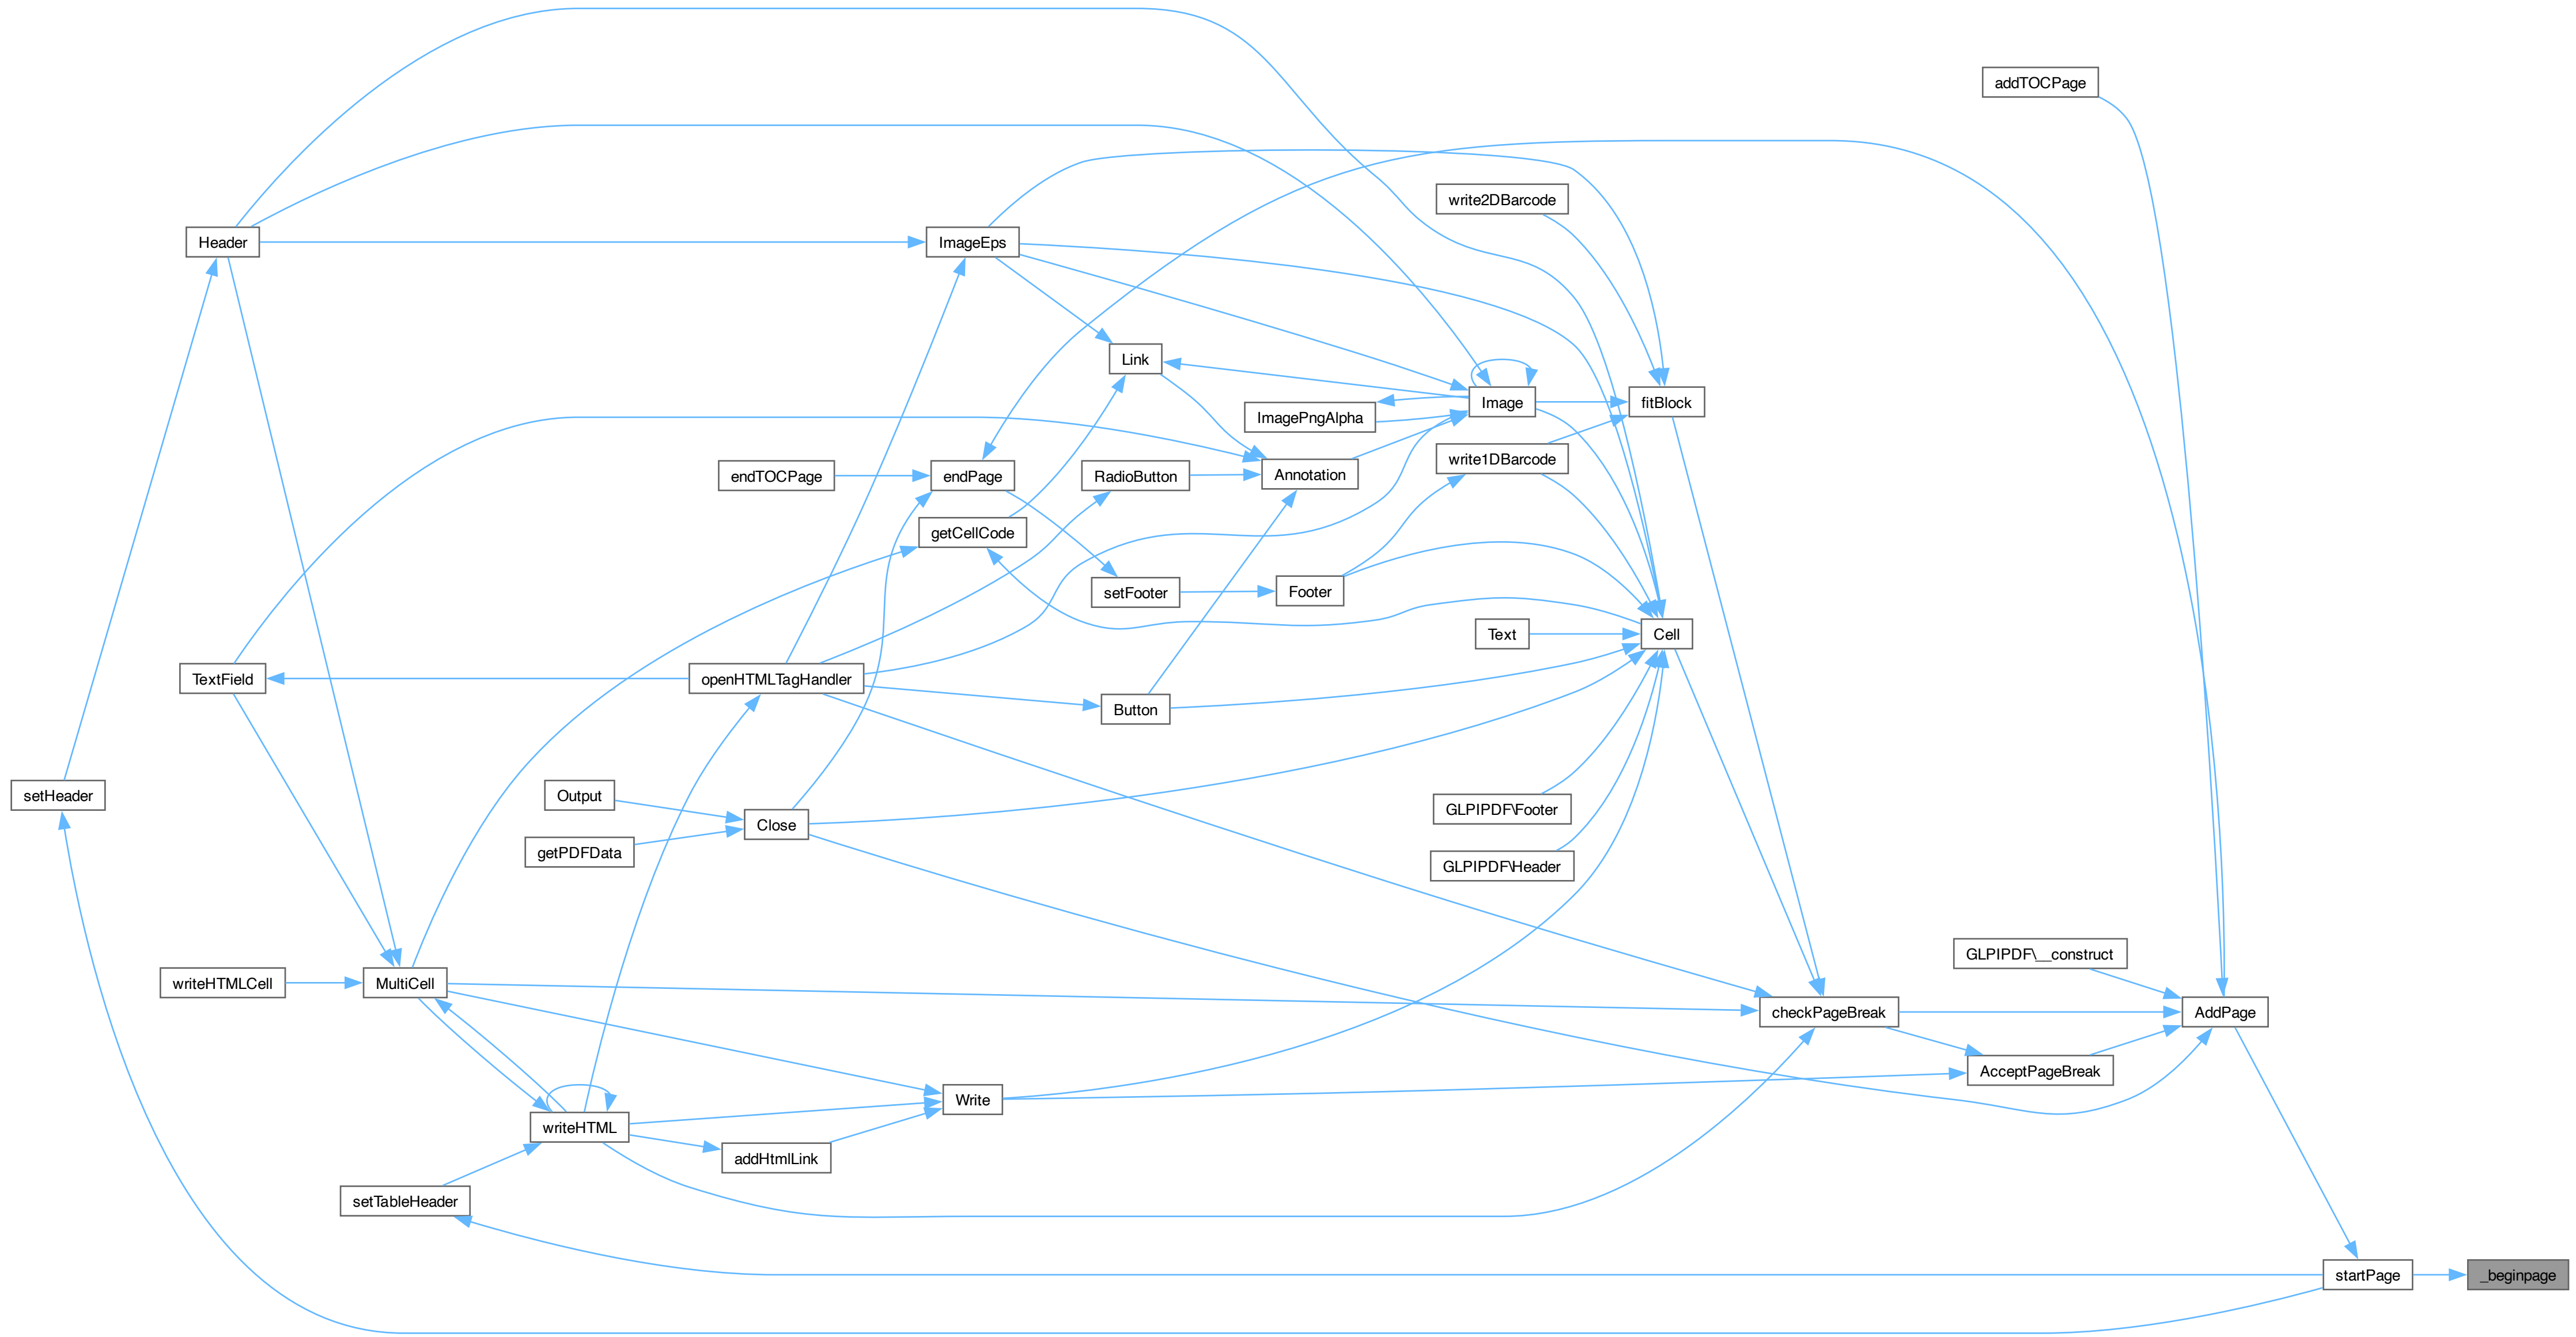 addTOCPage
write2DBarcode
Header
ImageEps
Link
Image
fitBlock
ImagePngAlpha
write1DBarcode
endTOCPage
endPage
RadioButton
Annotation
getCellCode
setFooter
Footer
Text
Cell
TextField
openHTMLTagHandler
Button
setHeader
Output
GLPIPDF\Footer
Close
getPDFData
GLPIPDF\Header
GLPIPDF\__construct
writeHTMLCell
MultiCell
checkPageBreak
AddPage
AcceptPageBreak
Write
writeHTML
addHtmlLink
setTableHeader
startPage
_beginpage